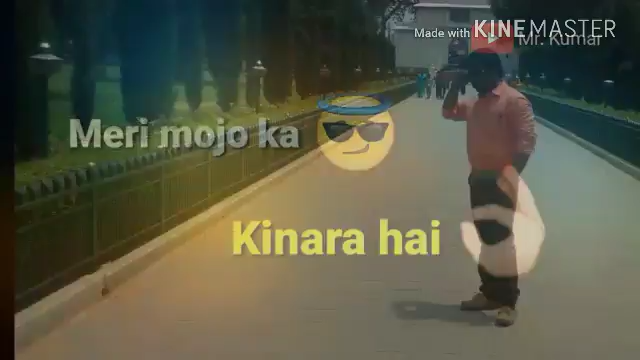 Made with KINEMASTER
Mr. Kumar
Meri mojo ka
Kinara hai